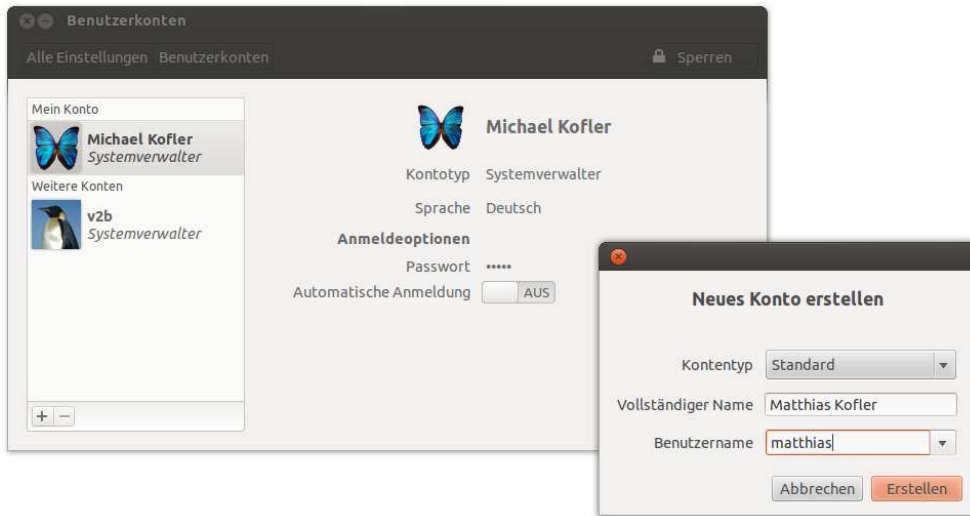 Benutzerkonten
Alle Einstellungen Benutzerkonten Sperren
Mein Konto
Michael Kofler
Systemverwalter
Weitere Konten
v2b
Systemverwalter
+ −
Michael Kofler
Kontotyp Systemverwalter
Sprache Deutsch
Anmeldeoptionen
Passwort •••••
Automatische Anmeldung AUS
Neues Konto erstellen
Kontentyp Standard
Vollständiger Name Matthias Kofler
Benutzername matthias
Abbrechen Erstellen